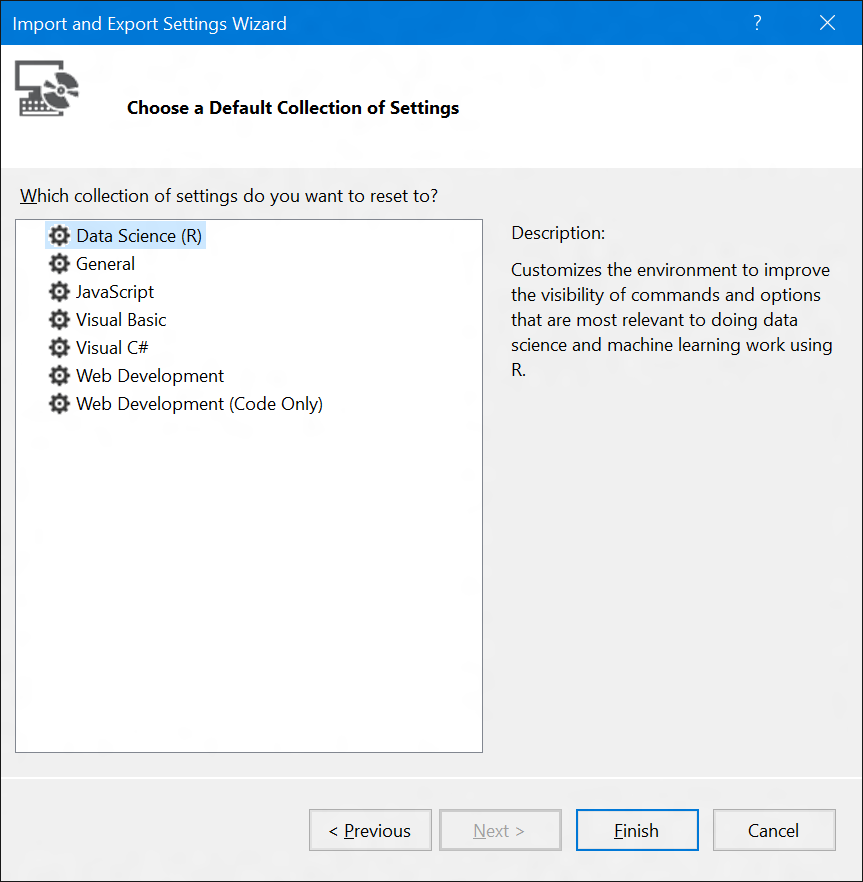 Import and Export Settings Wizard
?
Choose a Default Collection of Settings
Which collection of settings do you want to reset to?
Data Science (R)
General
JavaScript
Visual Basic
Visual C#
Web Development
Web Development (Code Only)
Description:
Customizes the environment to improve
the visibility of commands and options
that are most relevant to doing data
science and machine learning work using
R.
< Previous
Next >
Finish
Cancel